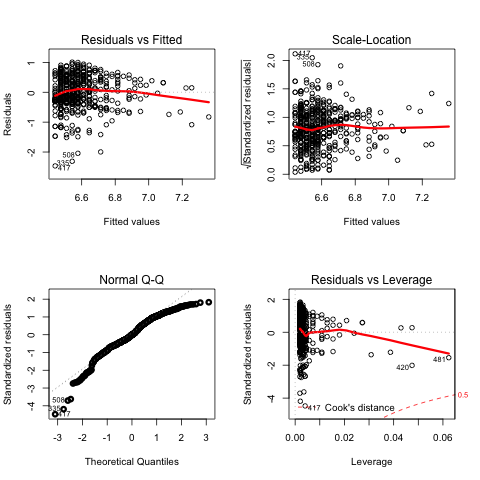 Residuals vs Fitted
Residuals
1
0
-1
-2
508
335
417
6.6 6.8 7.0 7.2
Fitted values
Scale-Location
√|Standardized residuals|
2.0
1.5
1.0
0.5
0.0
417
335
508
6.6 6.8 7.0 7.2
Fitted values
Normal Q-Q
Standardized residuals
2
1
0
-1
-2
-3
-4
508
335
417
-3 -2 -1 0 1 2 3
Theoretical Quantiles
Residuals vs Leverage
Standardized residuals
2
0
-2
-4
481
420
417
Cook's distance
0.5
0.00 0.02 0.04 0.06
Leverage